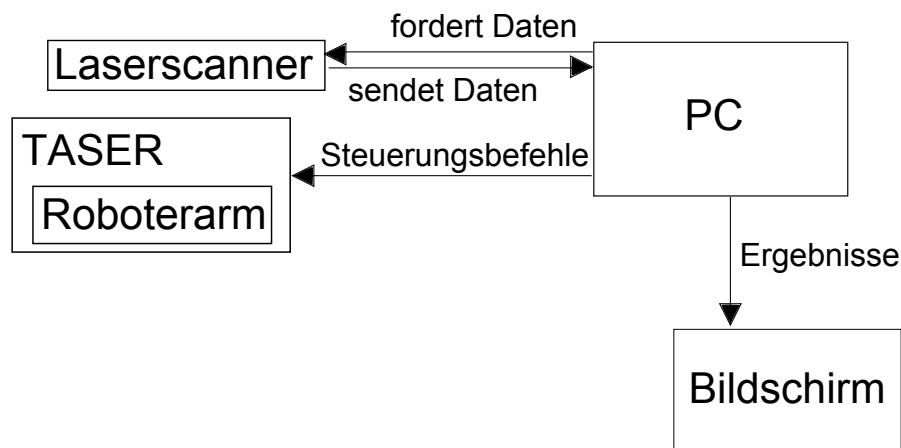 fordert Daten
Laserscanner
sendet Daten
PC
TASER
Steuerungsbefehle
Roboterarm
Ergebnisse
Bildschirm